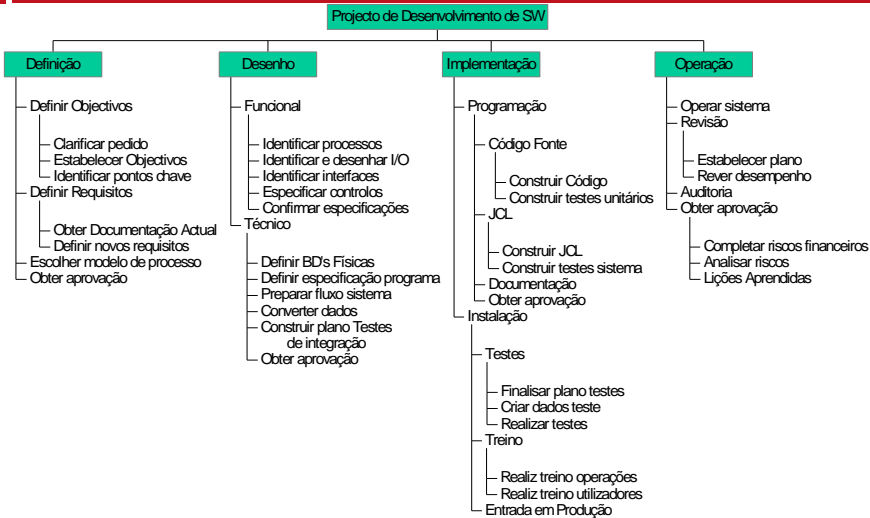 Projecto de Desenvolvimento de SW
Definição
Definir Objectivos
Clarificar pedido
Estabelecer Objectivos
Identificar pontos chave
Definir Requisitos
Obter Documentação Actual
Definir novos requisitos
Escolher modelo de processo
Obter aprovação
Desenho
Funcional
Identificar processos
Identificar e desenhar I/O
Identificar interfaces
Especificar controlos
Confirmar especificações
Técnico
Definir BD's Físicas
Definir especificação programa
Preparar fluxo sistema
Converter dados
Construir plano Testes
de integração
Obter aprovação
Implementação
Programação
Código Fonte
Construir Código
Construir testes unitários
JCL
Construir JCL
Construir testes sistema
Documentação
Obter aprovação
Instalação
Testes
Finalisar plano testes
Criar dados teste
Realizar testes
Treino
Realiz treino operações
Realiz treino utilizadores
Entrada em Produção
Operação
Operar sistema
Revisão
Estabelecer plano
Rever desempenho
Auditoria
Obter aprovação
Completar riscos financeiros
Analisar riscos
Lições Aprendidas